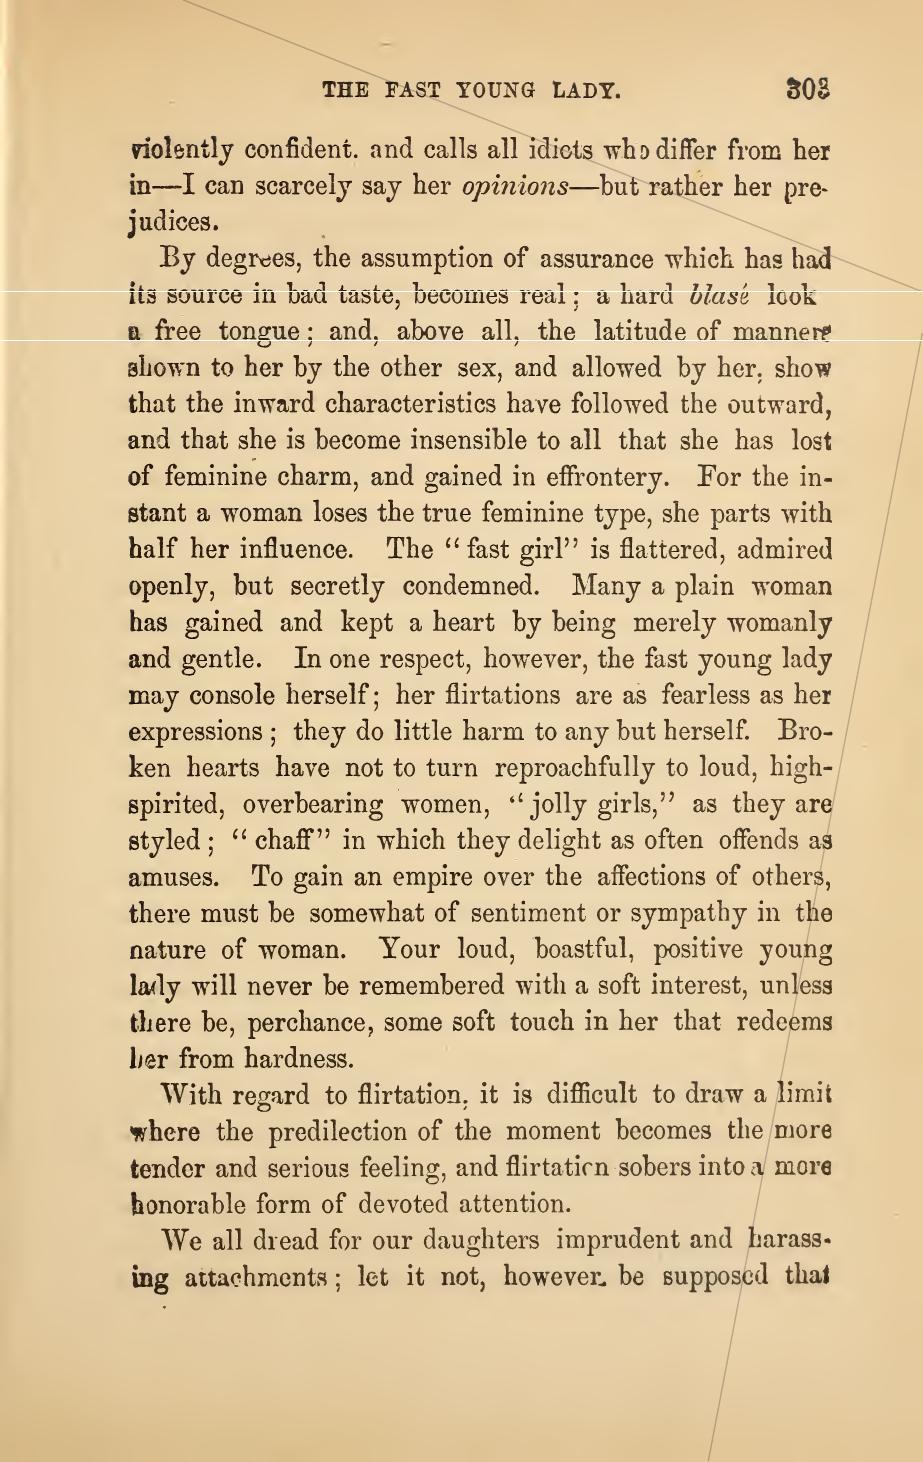 THE FAST YOUNG LADY. 303
violently confident. and calls all idiots who differ from her
in—I can scarcely say her opinions—but rather her pre-
judices.
By degrees, the assumption of assurance which has had
its source in bad taste, becomes real; a hard blasé look
a free tongue; and, above all, the latitude of manners
shown to her by the other sex, and allowed by her, show
that the inward characteristics have followed the outward,
and that she is become insensible to all that she has lost
of feminine charm, and gained in effrontery. For the in-
stant a woman loses the true feminine type, she parts with
half her influence. The “fast girl” is flattered, admired
openly, but secretly condemned. Many a plain woman
has gained and kept a heart by being merely womanly
and gentle. In one respect, however, the fast young lady
may console herself; her flirtations are as fearless as her
expressions; they do little harm to any but herself. Bro-
ken hearts have not to turn reproachfully to loud, high-
spirited, overbearing women, “jolly girls,” as they are
styled; “chaff” in which they delight as often offends as
amuses. To gain an empire over the affections of others,
there must be somewhat of sentiment or sympathy in the
nature of woman. Your loud, boastful, positive young
lady will never be remembered with a soft interest, unless
there be, perchance, some soft touch in her that redeems
her from hardness.
With regard to flirtation, it is difficult to draw a limit
where the predilection of the moment becomes the more
tender and serious feeling, and flirtation sobers into a more
honorable form of devoted attention.
We all dread for our daughters imprudent and harass-
ing attachments; let it not, however, be supposed that